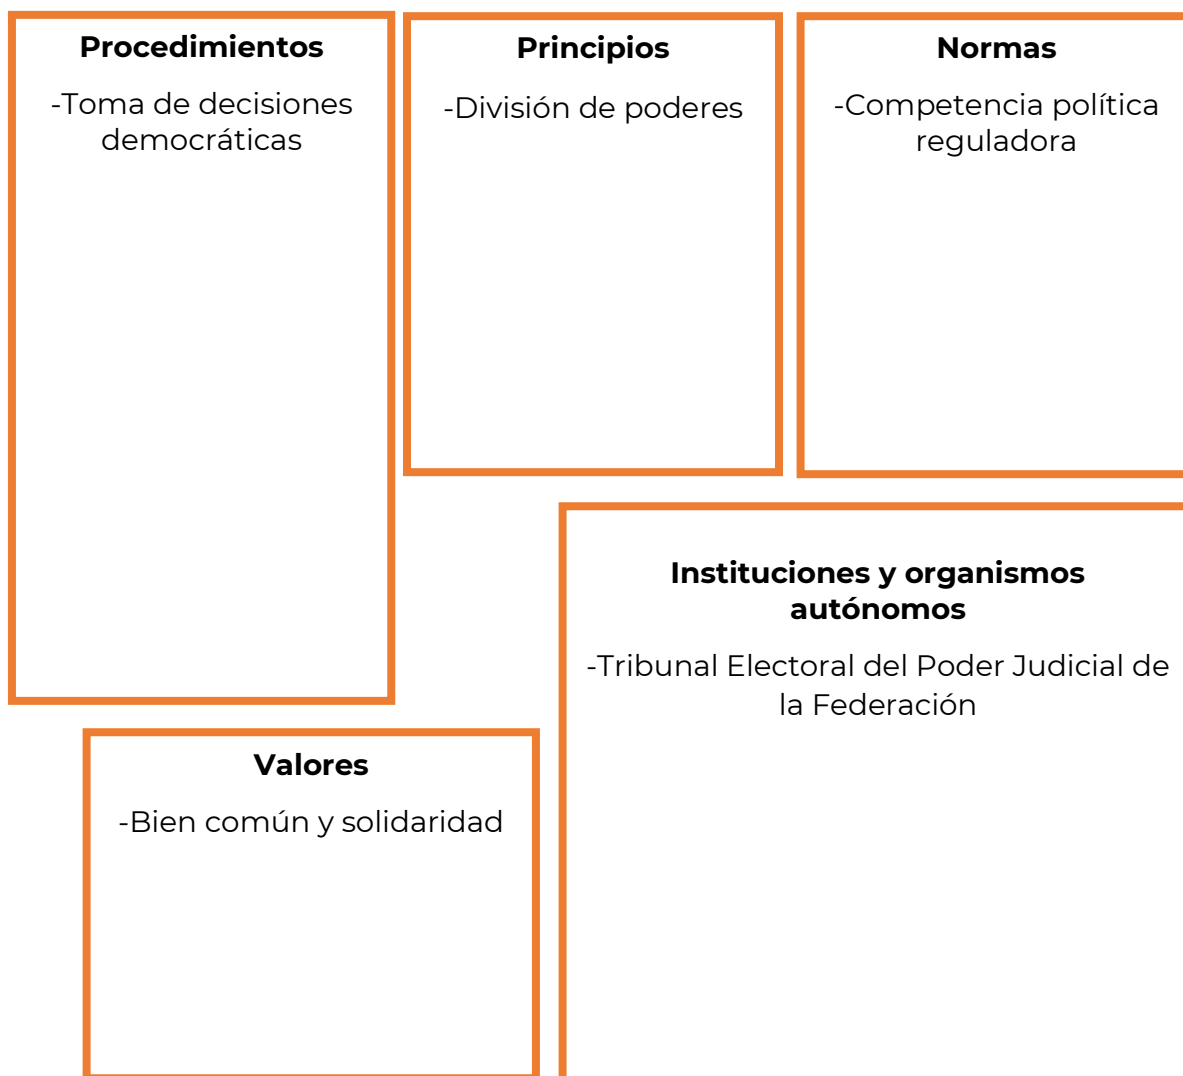 Procedimientos
-Toma de decisiones
democráticas
Principios
-División de poderes
Normas
-Competencia política
reguladora
Instituciones y organismos
autónomos
-Tribunal Electoral del Poder Judicial de
la Federación
Valores
-Bien común y solidaridad